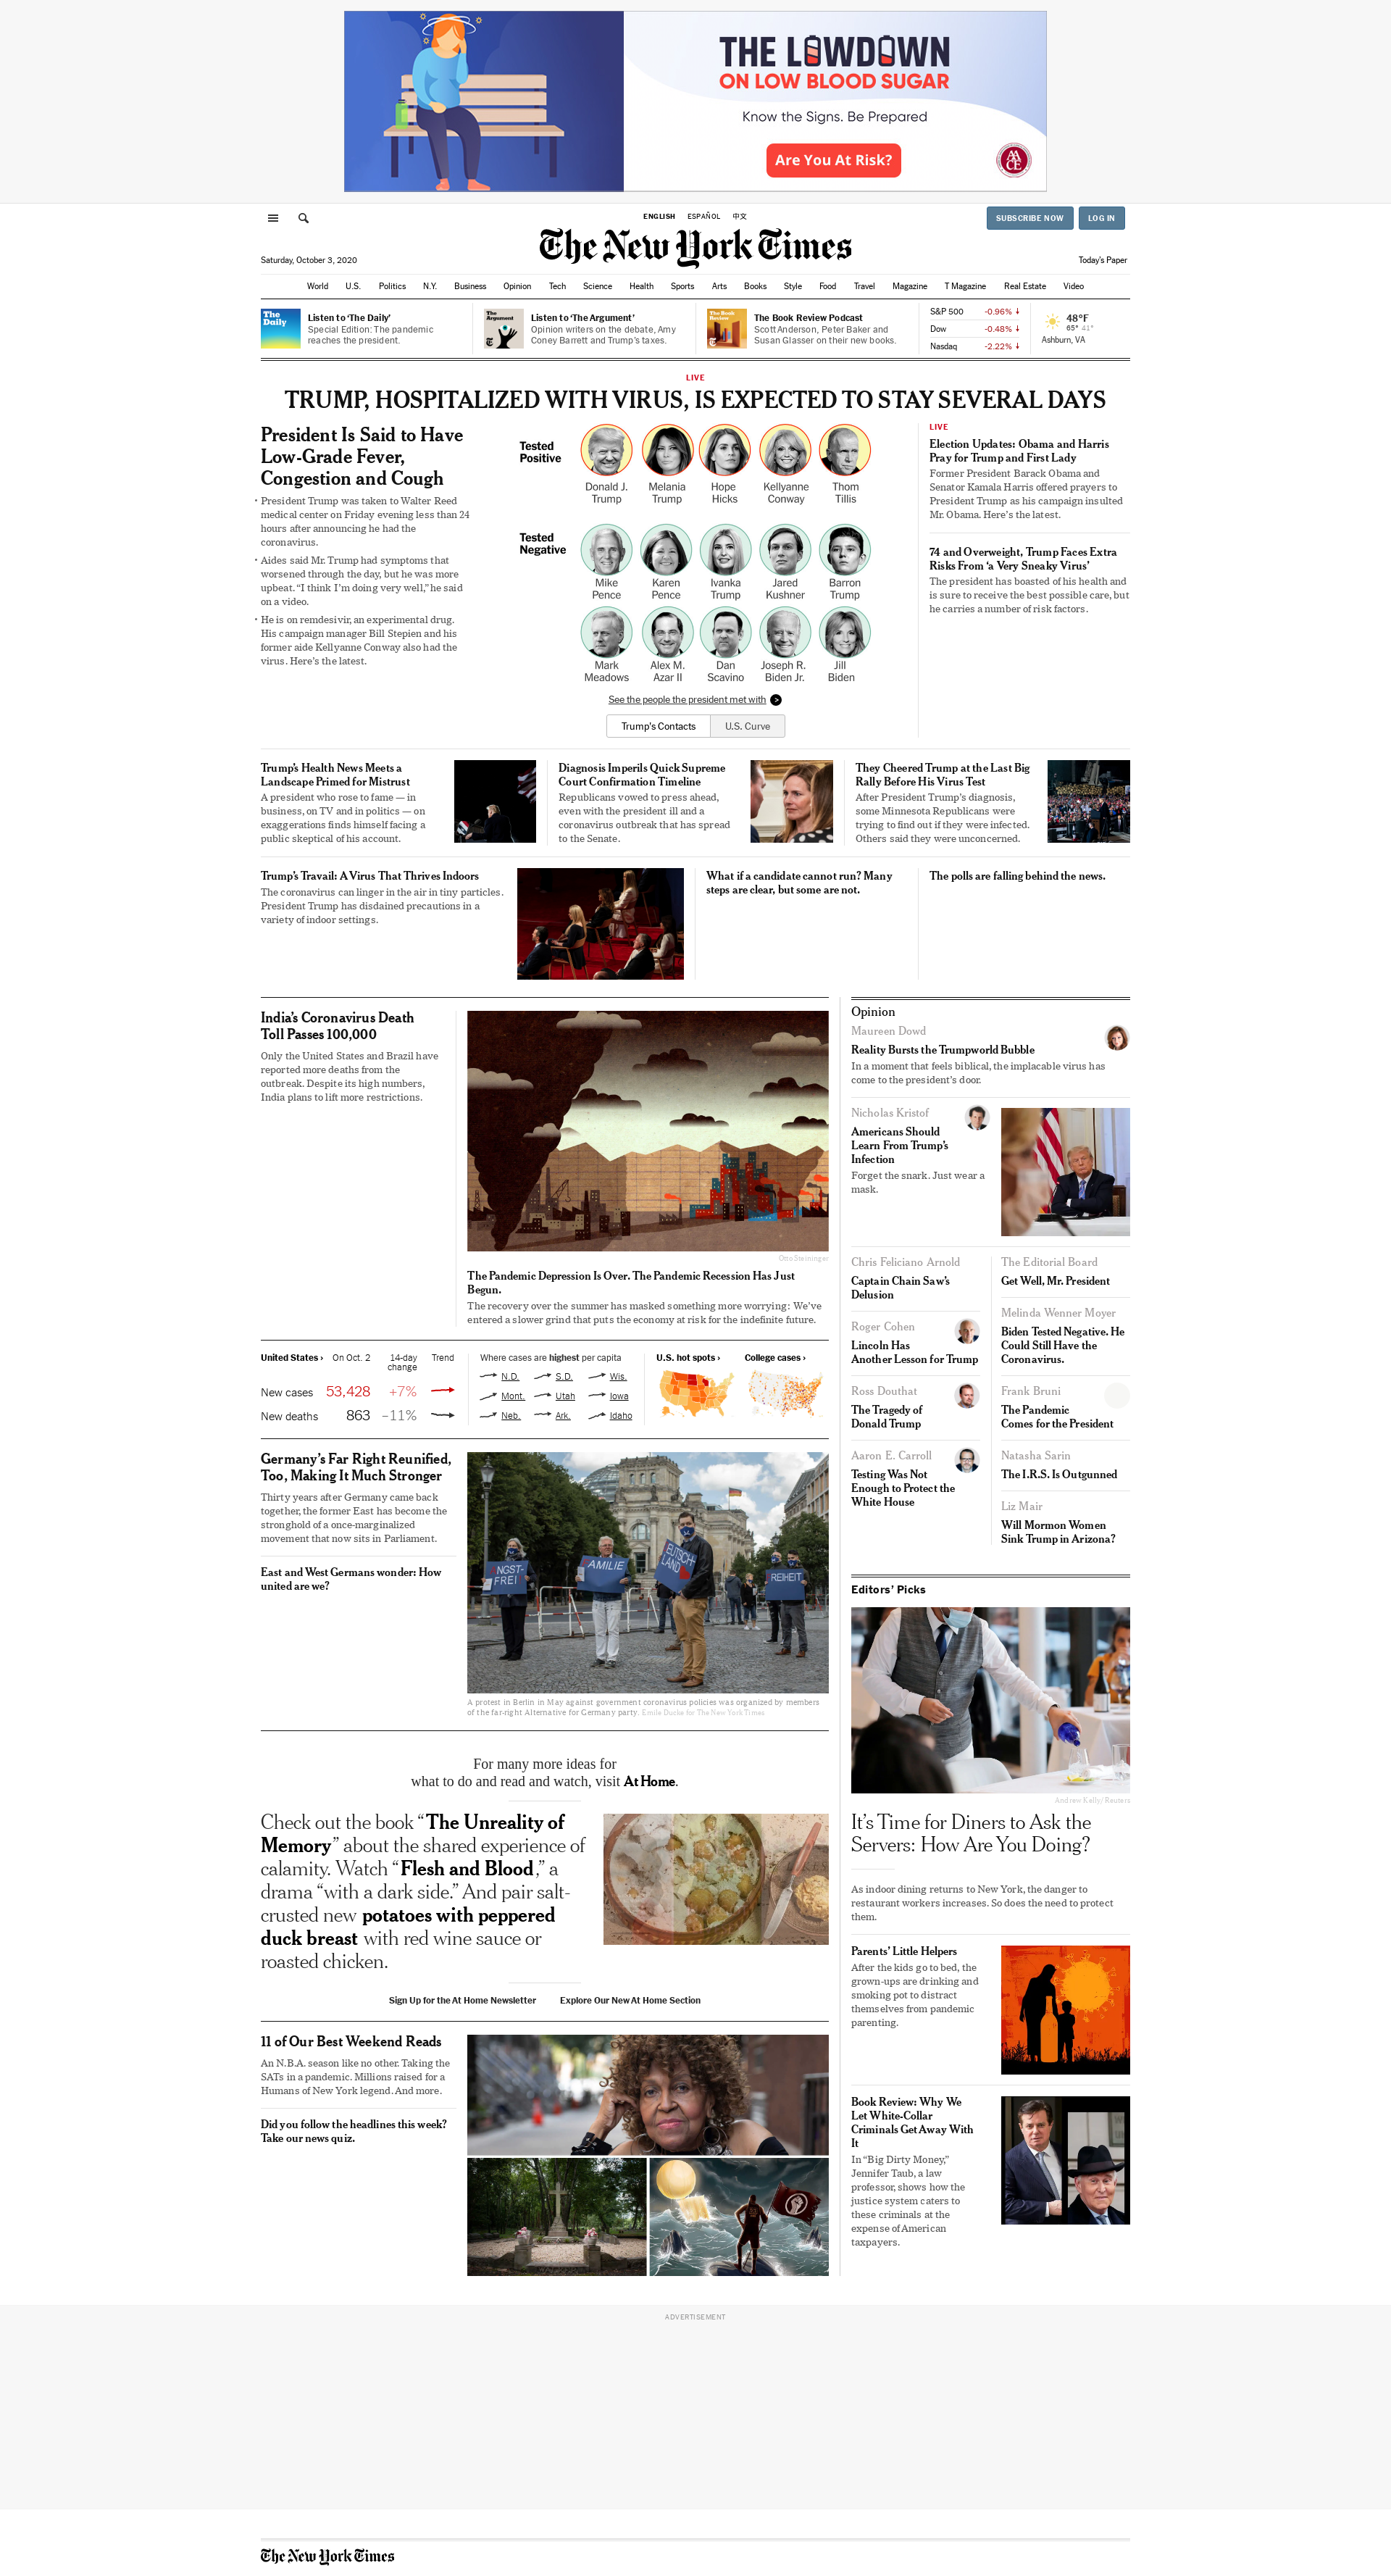 THE LOWDOWN
ON LOW BLOOD SUGAR
Know the Signs. Be Prepared
Are You At Risk?
AACE
ENGLISH ESPAÑOL 中文
SUBSCRIBE NOW LOG IN
The New York Times
Saturday, October 3, 2020
Today's Paper
World U.S. Politics N.Y. Business Opinion Tech Science Health Sports Arts Books Style Food Travel Magazine T Magazine Real Estate Video
The Daily
Listen to 'The Daily'
Special Edition: The pandemic
reaches the president.
The Argument
Listen to 'The Argument'
Opinion writers on the debate, Amy
Coney Barrett and Trump's taxes.
The Book Review
The Book Review Podcast
Scott Anderson, Peter Baker and
Susan Glasser on their new books.
S&P 500 -0.96% ↓
Dow -0.48% ↓
Nasdaq -2.22% ↓
48°F
65° 41°
Ashburn, VA
LIVE
TRUMP, HOSPITALIZED WITH VIRUS, IS EXPECTED TO STAY SEVERAL DAYS
President Is Said to Have
Low-Grade Fever,
Congestion and Cough
• President Trump was taken to Walter Reed
medical center on Friday evening less than 24
hours after announcing he had the
coronavirus.
• Aides said Mr. Trump had symptoms that
worsened through the day, but he was more
upbeat. “I think I'm doing very well,” he said
on a video.
• He is on remdesivir, an experimental drug.
His campaign manager Bill Stepien and his
former aide Kellyanne Conway also had the
virus. Here's the latest.
Tested
Positive
Donald J.
Trump
Melania
Trump
Hope
Hicks
Kellyanne
Conway
Thom
Tillis
Tested
Negative
Mike
Pence
Karen
Pence
Ivanka
Trump
Jared
Kushner
Barron
Trump
Mark
Meadows
Alex M.
Azar II
Dan
Scavino
Joseph R.
Biden Jr.
Jill
Biden
See the people the president met with >
Trump's Contacts U.S. Curve
LIVE
Election Updates: Obama and Harris
Pray for Trump and First Lady
Former President Barack Obama and
Senator Kamala Harris offered prayers to
President Trump as his campaign insulted
Mr. Obama. Here's the latest.
74 and Overweight, Trump Faces Extra
Risks From ‘a Very Sneaky Virus’
The president has boasted of his health and
is sure to receive the best possible care, but
he carries a number of risk factors.
Trump's Health News Meets a
Landscape Primed for Mistrust
A president who rose to fame — in
business, on TV and in politics — on
exaggerations finds himself facing a
public skeptical of his account.
Diagnosis Imperils Quick Supreme
Court Confirmation Timeline
Republicans vowed to press ahead,
even with the president ill and a
coronavirus outbreak that has spread
to the Senate.
They Cheered Trump at the Last Big
Rally Before His Virus Test
After President Trump's diagnosis,
some Minnesota Republicans were
trying to find out if they were infected.
Others said they were unconcerned.
Trump's Travail: A Virus That Thrives Indoors
The coronavirus can linger in the air in tiny particles.
President Trump has disdained precautions in a
variety of indoor settings.
What if a candidate cannot run? Many
steps are clear, but some are not.
The polls are falling behind the news.
India's Coronavirus Death
Toll Passes 100,000
Only the United States and Brazil have
reported more deaths from the
outbreak. Despite its high numbers,
India plans to lift more restrictions.
Otto Steininger
The Pandemic Depression Is Over. The Pandemic Recession Has Just
Begun.
The recovery over the summer has masked something more worrying: We've
entered a slower grind that puts the economy at risk for the indefinite future.
United States › On Oct. 2 14-day
change Trend
New cases 53,428 +7%
New deaths 863 –11%
Where cases are highest per capita
N.D. S.D. Wis.
Mont. Utah Iowa
Neb. Ark. Idaho
U.S. hot spots › College cases ›
Germany's Far Right Reunified,
Too, Making It Much Stronger
Thirty years after Germany came back
together, the former East has become the
stronghold of a once-marginalized
movement that now sits in Parliament.
East and West Germans wonder: How
united are we?
ANGST-
FREI
FAMILIE
DEUTSCH-
LAND
FREIHEIT
A protest in Berlin in May against government coronavirus policies was organized by members
of the far-right Alternative for Germany party. Emile Ducke for The New York Times
For many more ideas for
what to do and read and watch, visit At Home.
Check out the book “The Unreality of
Memory” about the shared experience of
calamity. Watch “Flesh and Blood,” a
drama “with a dark side.” And pair salt-
crusted new potatoes with peppered
duck breast with red wine sauce or
roasted chicken.
Sign Up for the At Home Newsletter Explore Our New At Home Section
11 of Our Best Weekend Reads
An N.B.A. season like no other. Taking the
SATs in a pandemic. Millions raised for a
Humans of New York legend. And more.
Did you follow the headlines this week?
Take our news quiz.
Opinion
Maureen Dowd
Reality Bursts the Trumpworld Bubble
In a moment that feels biblical, the implacable virus has
come to the president's door.
Nicholas Kristof
Americans Should
Learn From Trump's
Infection
Forget the snark. Just wear a
mask.
Chris Feliciano Arnold
Captain Chain Saw's
Delusion
Roger Cohen
Lincoln Has
Another Lesson for Trump
Ross Douthat
The Tragedy of
Donald Trump
Aaron E. Carroll
Testing Was Not
Enough to Protect the
White House
The Editorial Board
Get Well, Mr. President
Melinda Wenner Moyer
Biden Tested Negative. He
Could Still Have the
Coronavirus.
Frank Bruni
The Pandemic
Comes for the President
Natasha Sarin
The I.R.S. Is Outgunned
Liz Mair
Will Mormon Women
Sink Trump in Arizona?
Editors' Picks
Andrew Kelly/Reuters
It's Time for Diners to Ask the
Servers: How Are You Doing?
As indoor dining returns to New York, the danger to
restaurant workers increases. So does the need to protect
them.
Parents' Little Helpers
After the kids go to bed, the
grown-ups are drinking and
smoking pot to distract
themselves from pandemic
parenting.
Book Review: Why We
Let White-Collar
Criminals Get Away With
It
In “Big Dirty Money,”
Jennifer Taub, a law
professor, shows how the
justice system caters to
these criminals at the
expense of American
taxpayers.
ADVERTISEMENT
The New York Times